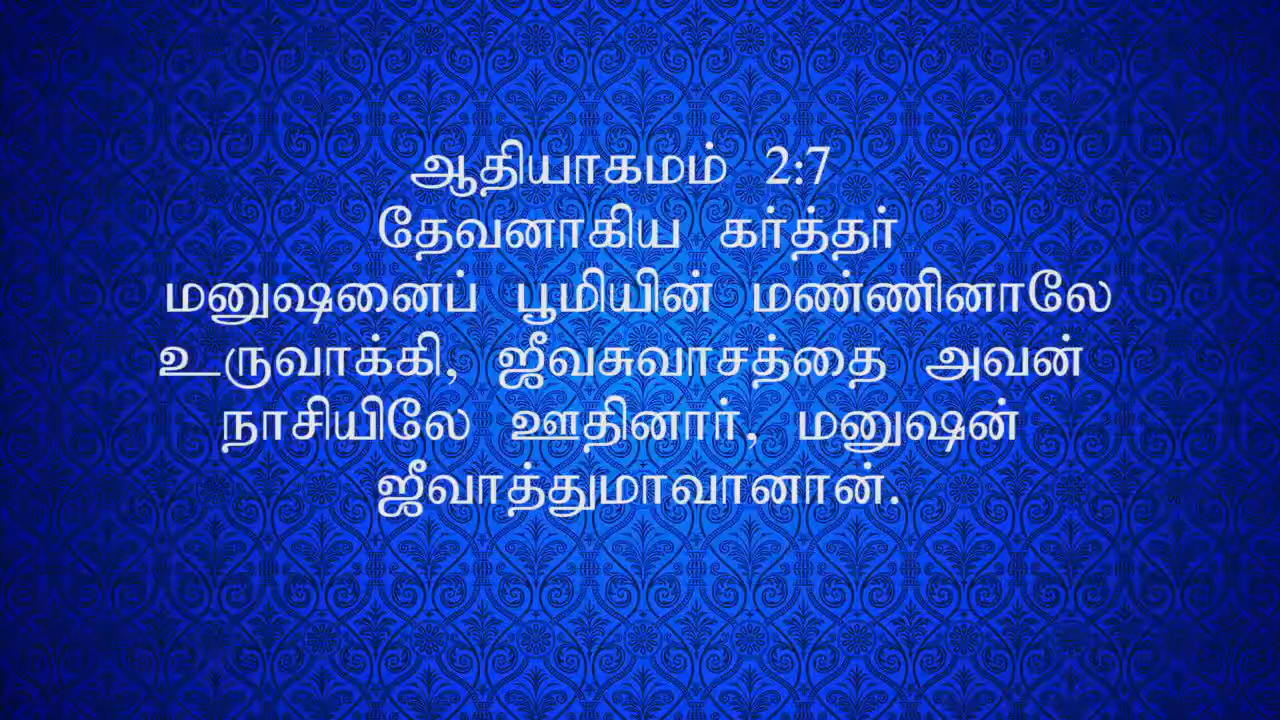 ஆதியாகமம் 2:7
தேவனாகிய கர்த்தர்
மனுஷனைப் பூமியின் மண்ணினாலே
உருவாக்கி, ஜீவசுவாசத்தை அவன்
நாசியிலே ஊதினார், மனுஷன்
ஜீவாத்துமாவானான்.